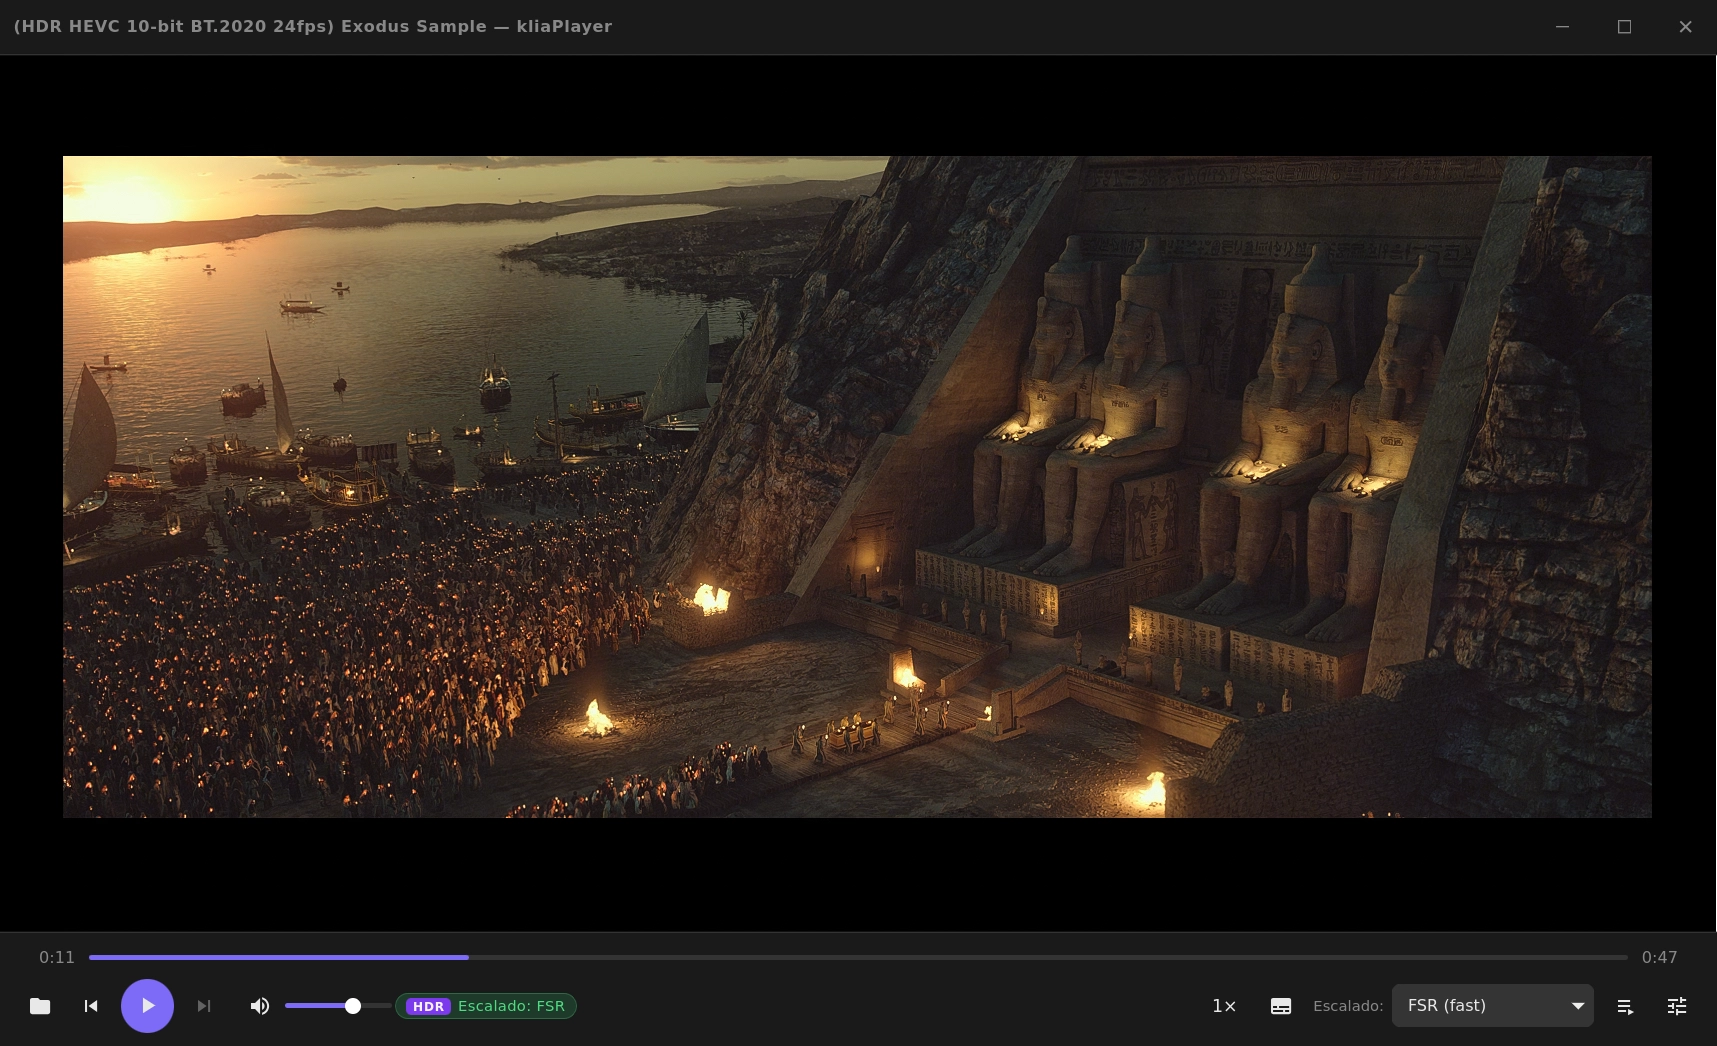 (HDR HEVC 10-bit BT.2020 24fps) Exodus Sample — kliaPlayer
0:11
0:47
HDR Escalado: FSR
1×
Escalado:
FSR (fast)